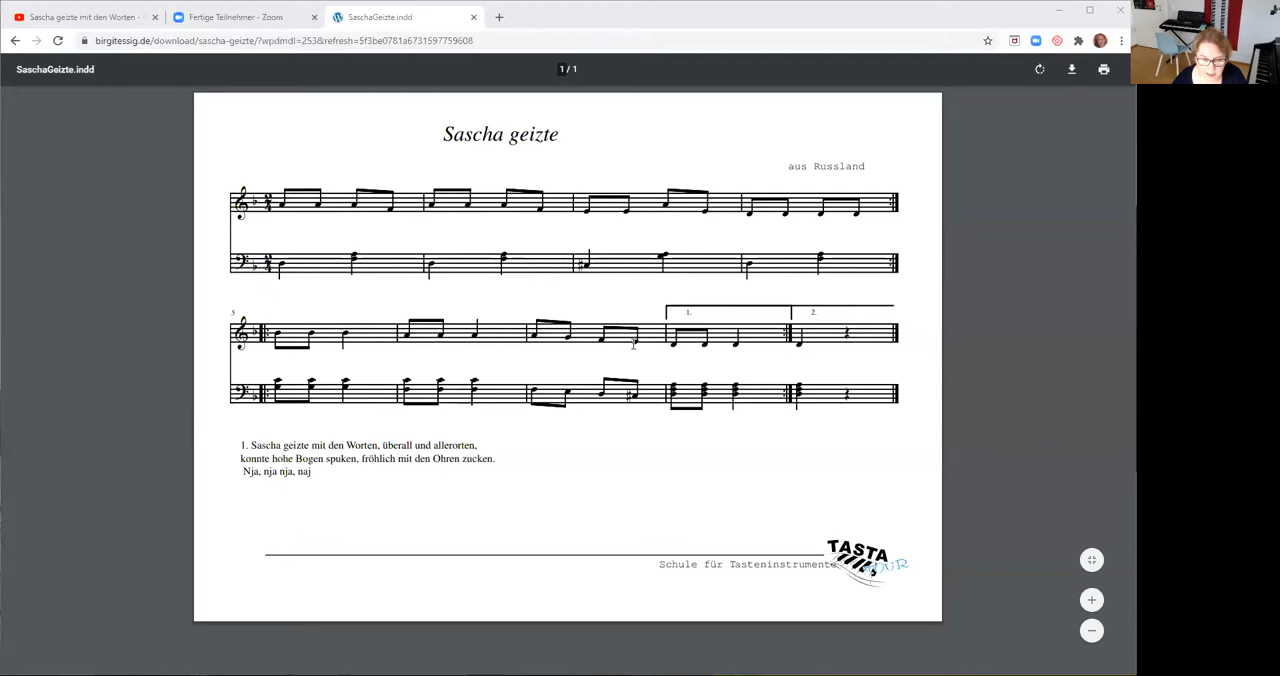 Sascha geizte mit den Worten -
Fertige Teilnehmer - Zoom
SaschaGeizte.indd
birgitessig.de/download/sascha-geizte/?wpdmdl=253&refresh=5f3be0781a6731597759608
SaschaGeizte.indd
1 / 1
Sascha geizte
aus Russland
5
1.
2.
1. Sascha geizte mit den Worten, überall und allerorten,
konnte hohe Bogen spuken, fröhlich mit den Ohren zucken.
Nja, nja nja, naj
TASTA
Schule für Tasteninstrumente